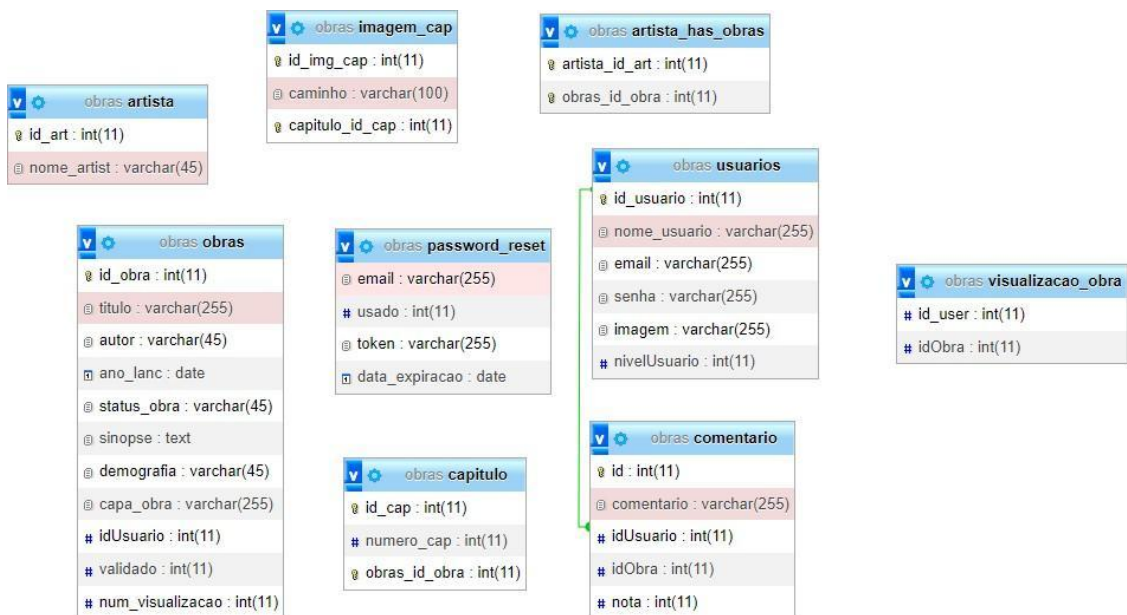 obras imagem_cap
id_img_cap : int(11)
caminho : varchar(100)
capitulo_id_cap : int(11)
obras artista_has_obras
artista_id_art : int(11)
obras_id_obra : int(11)
obras artista
id_art : int(11)
nome_artist : varchar(45)
obras usuarios
id_usuario : int(11)
nome_usuario : varchar(255)
email : varchar(255)
senha : varchar(255)
imagem : varchar(255)
nivelUsuario : int(11)
obras obras
id_obra : int(11)
titulo : varchar(255)
autor : varchar(45)
ano_lanc : date
status_obra : varchar(45)
sinopse : text
demografia : varchar(45)
capa_obra : varchar(255)
# idUsuario : int(11)
# validado : int(11)
# num_visualizacao : int(11)
obras password_reset
email : varchar(255)
# usado : int(11)
token : varchar(255)
data_expiracao : date
obras visualizacao_obra
# id_user : int(11)
# idObra : int(11)
obras capitulo
id_cap : int(11)
# numero_cap : int(11)
obras_id_obra : int(11)
obras comentario
id : int(11)
comentario : varchar(255)
# idUsuario : int(11)
# idObra : int(11)
# nota : int(11)